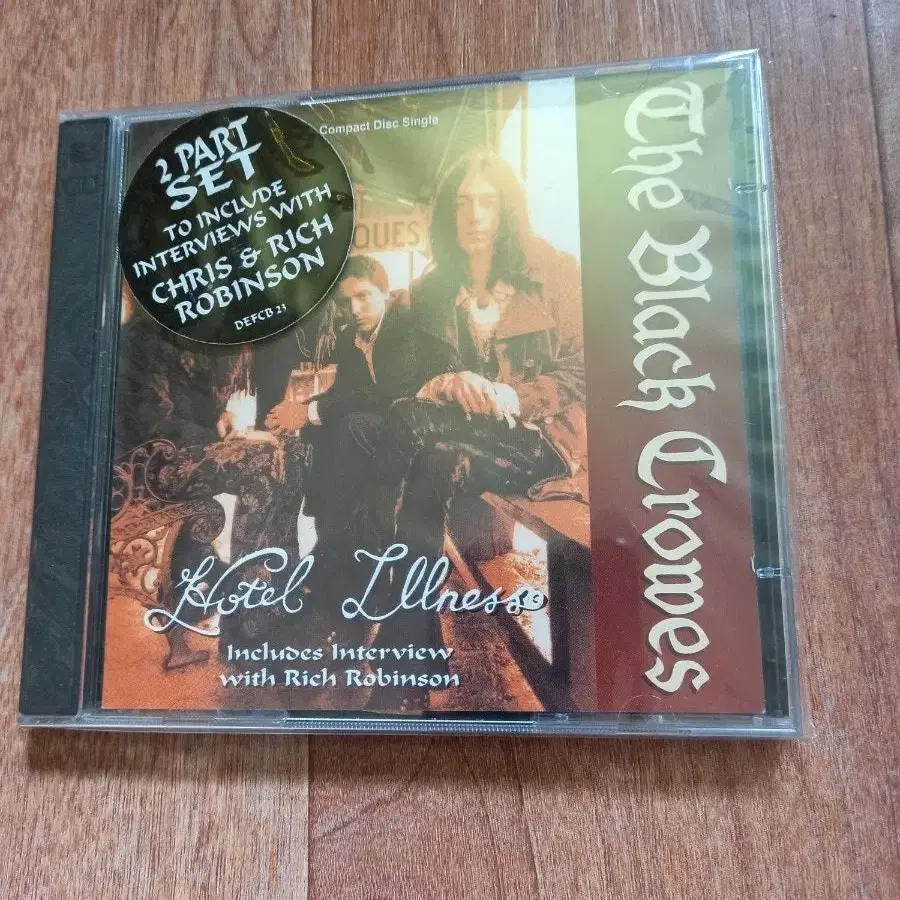 Compact Disc Single
2 PART
SET
TO INCLUDE
INTERVIEWS WITH
CHRIS & RICH
ROBINSON
DEFCB 23
QUES
The Black Crowes
Hotel Illness
Includes Interview
with Rich Robinson